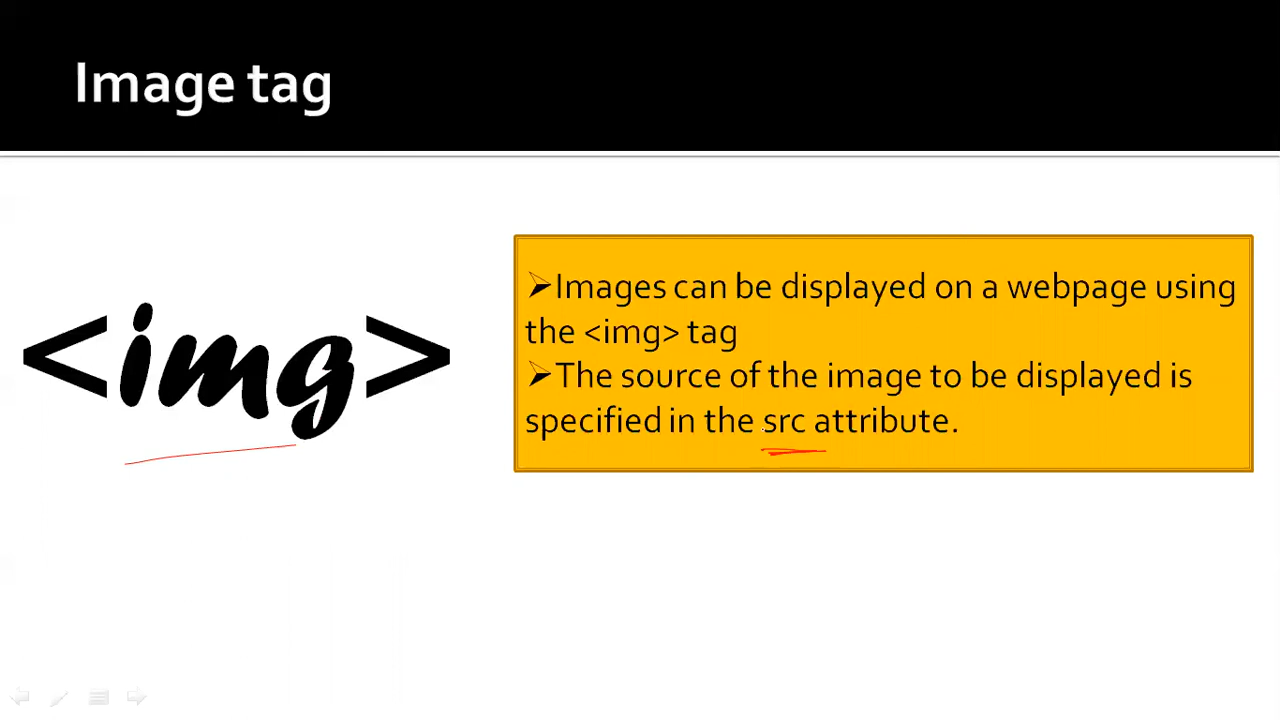 Image tag
<img>
➢Images can be displayed on a webpage using
the <img> tag
➢The source of the image to be displayed is
specified in the src attribute.